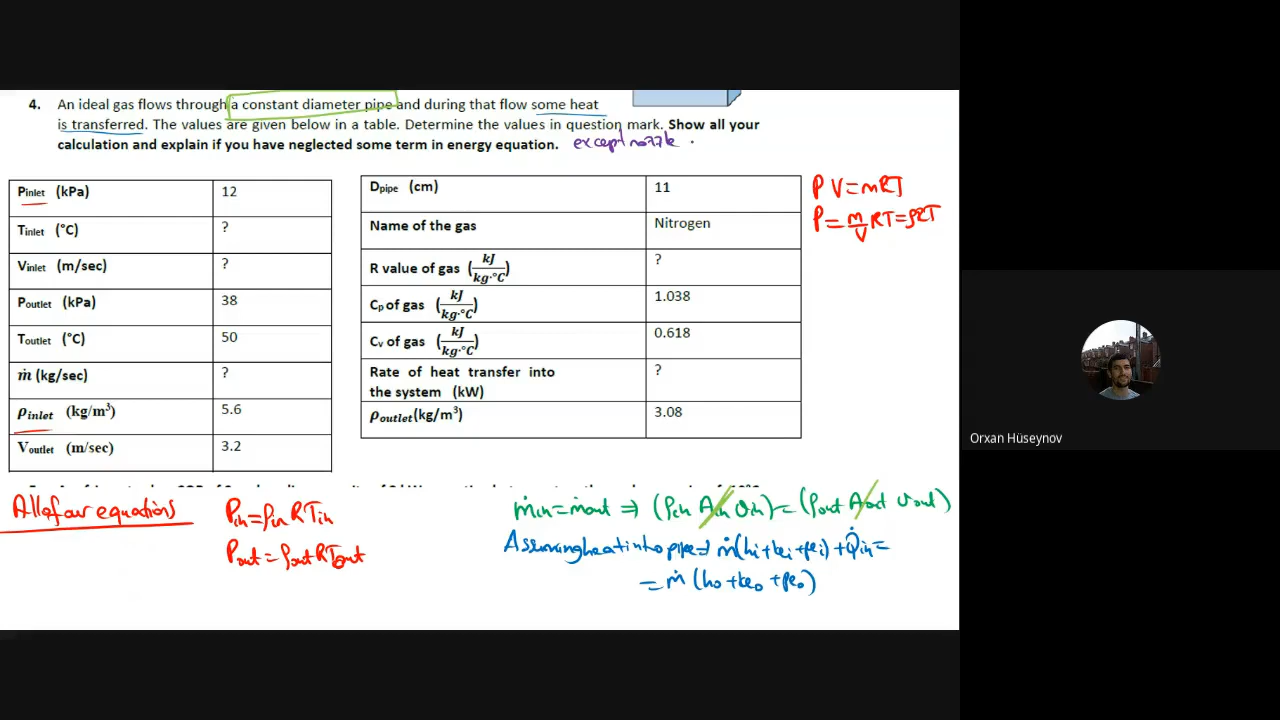 4. An ideal gas flows through a constant diameter pipe and during that flow some heat
is transferred. The values are given below in a table. Determine the values in question mark. Show all your
calculation and explain if you have neglected some term in energy equation. except nozzle
Pinlet (kPa) 12
Tinlet (°C) ?
Vinlet (m/sec) ?
Poutlet (kPa) 38
Toutlet (°C) 50
ṁ (kg/sec) ?
ρinlet (kg/m³) 5.6
Voutlet (m/sec) 3.2
Dpipe (cm) 11
Name of the gas Nitrogen
R value of gas (kJ/kg·°C) ?
Cp of gas (kJ/kg·°C) 1.038
Cv of gas (kJ/kg·°C) 0.618
Rate of heat transfer into
the system (kW) ?
ρoutlet(kg/m³) 3.08
PV=mRT
P=m/V RT=ρRT
Orxan Hüseynov
All of our equations
Pin=ρin RTin
Pout=ρout RTout
ṁin=ṁout ⇒ (ρin Ain vin)=(ρout Aout vout)
Assuming heat into pipe⇒ ṁ(hi+kei+pei)+Q̇in=
=ṁ(ho+keo+peo)